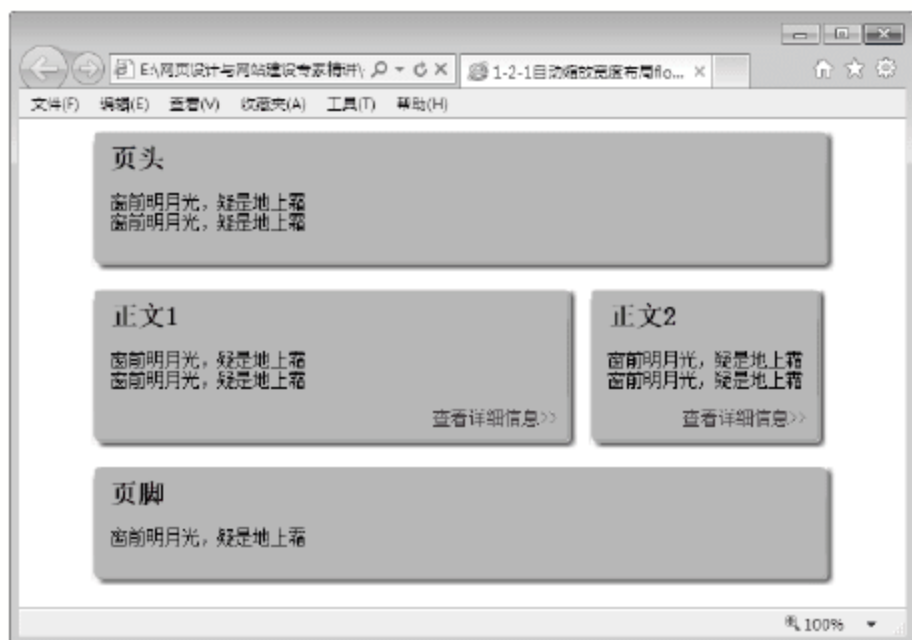 E:\网页设计与网站建设专家精讲\
1-2-1自动缩放宽度布局flo...
文件(F) 编辑(E) 查看(V) 收藏夹(A) 工具(T) 帮助(H)
页头
窗前明月光，疑是地上霜
窗前明月光，疑是地上霜
正文1
窗前明月光，疑是地上霜
窗前明月光，疑是地上霜
查看详细信息>>
正文2
窗前明月光，疑是地上霜
窗前明月光，疑是地上霜
查看详细信息>>
页脚
窗前明月光，疑是地上霜
100%